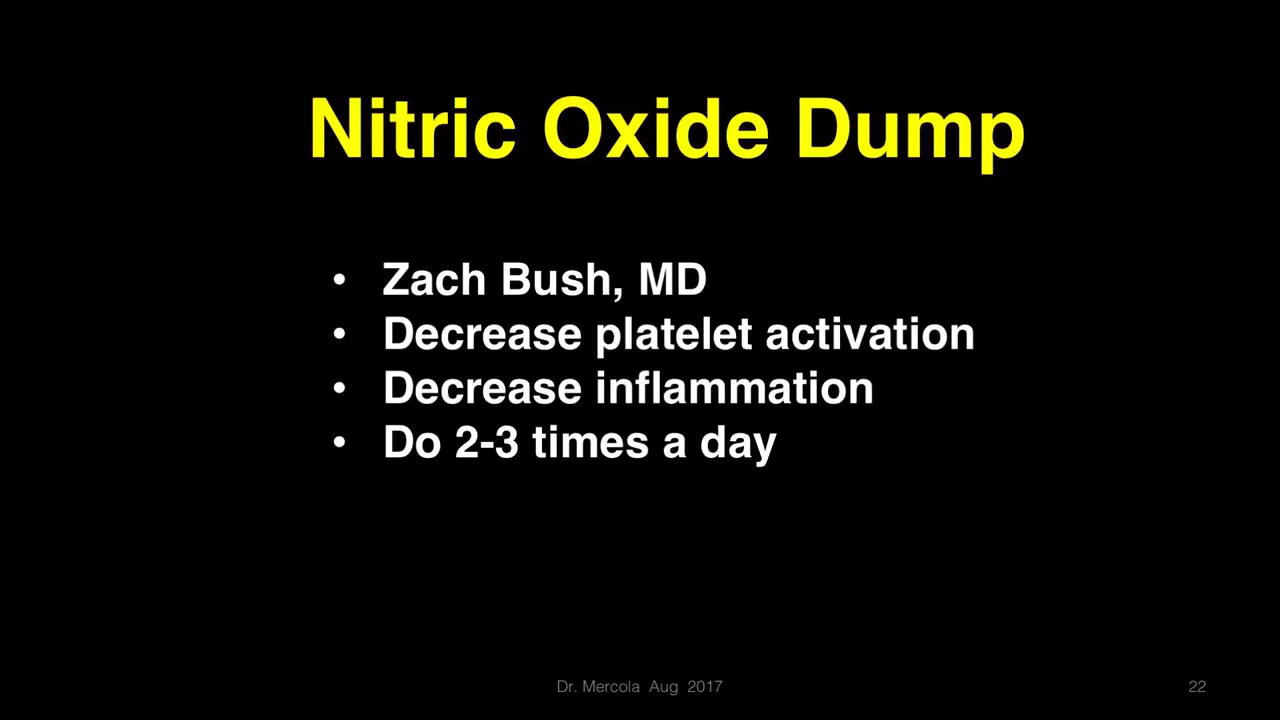 Nitric Oxide Dump
• Zach Bush, MD
• Decrease platelet activation
• Decrease inflammation
• Do 2-3 times a day
Dr. Mercola Aug 2017
22